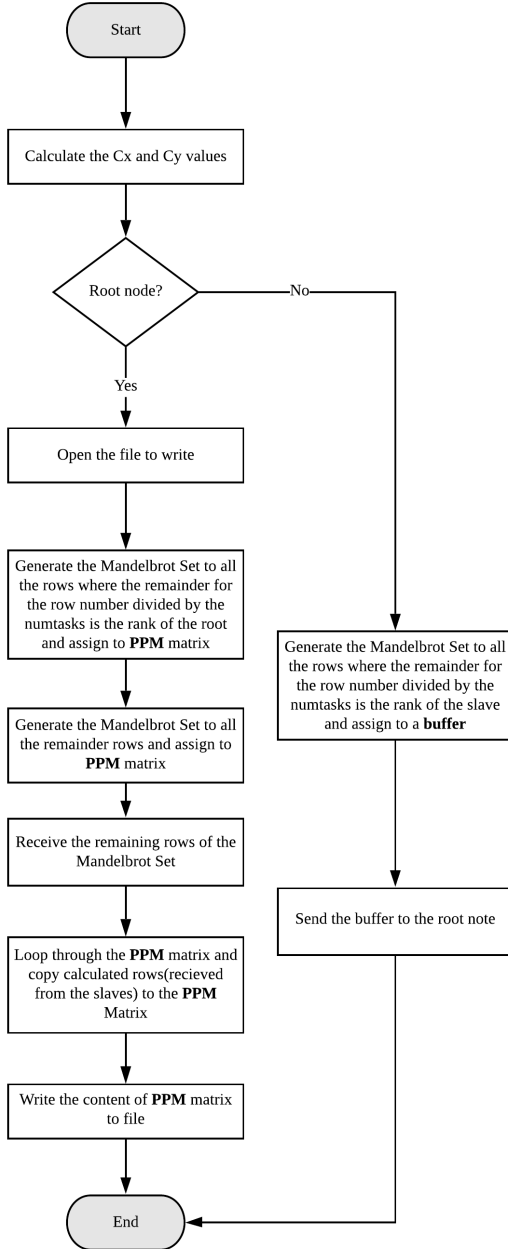 Start
Calculate the Cx and Cy values
Root node?
No
Yes
Open the file to write
Generate the Mandelbrot Set to all
the rows where the remainder for
the row number divided by the
numtasks is the rank of the root
and assign to PPM matrix
Generate the Mandelbrot Set to all
the rows where the remainder for
the row number divided by the
numtasks is the rank of the slave
and assign to a buffer
Generate the Mandelbrot Set to all
the remainder rows and assign to
PPM matrix
Receive the remaining rows of the
Mandelbrot Set
Send the buffer to the root note
Loop through the PPM matrix and
copy calculated rows(recieved
from the slaves) to the PPM
Matrix
Write the content of PPM matrix
to file
End